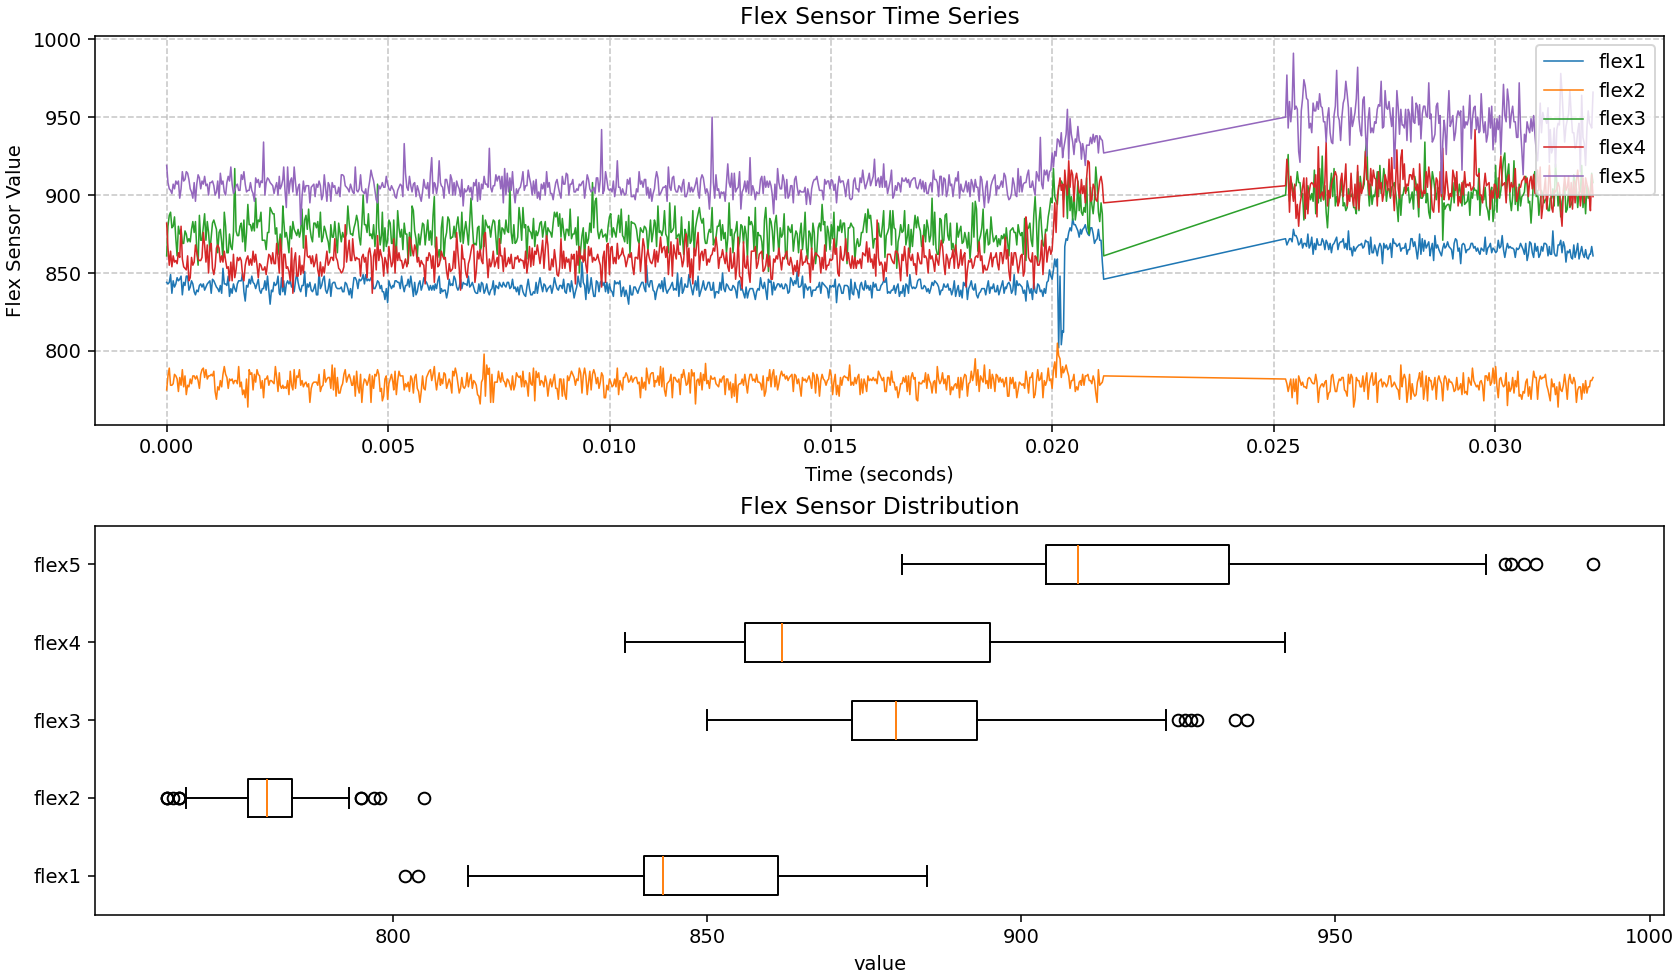 Flex Sensor Time Series
1000
950
900
850
800
Flex Sensor Value
flex1
flex2
flex3
flex4
flex5
0.000 0.005 0.010 0.015 0.020 0.025 0.030
Time (seconds)
Flex Sensor Distribution
flex5
flex4
flex3
flex2
flex1
800 850 900 950 1000
value